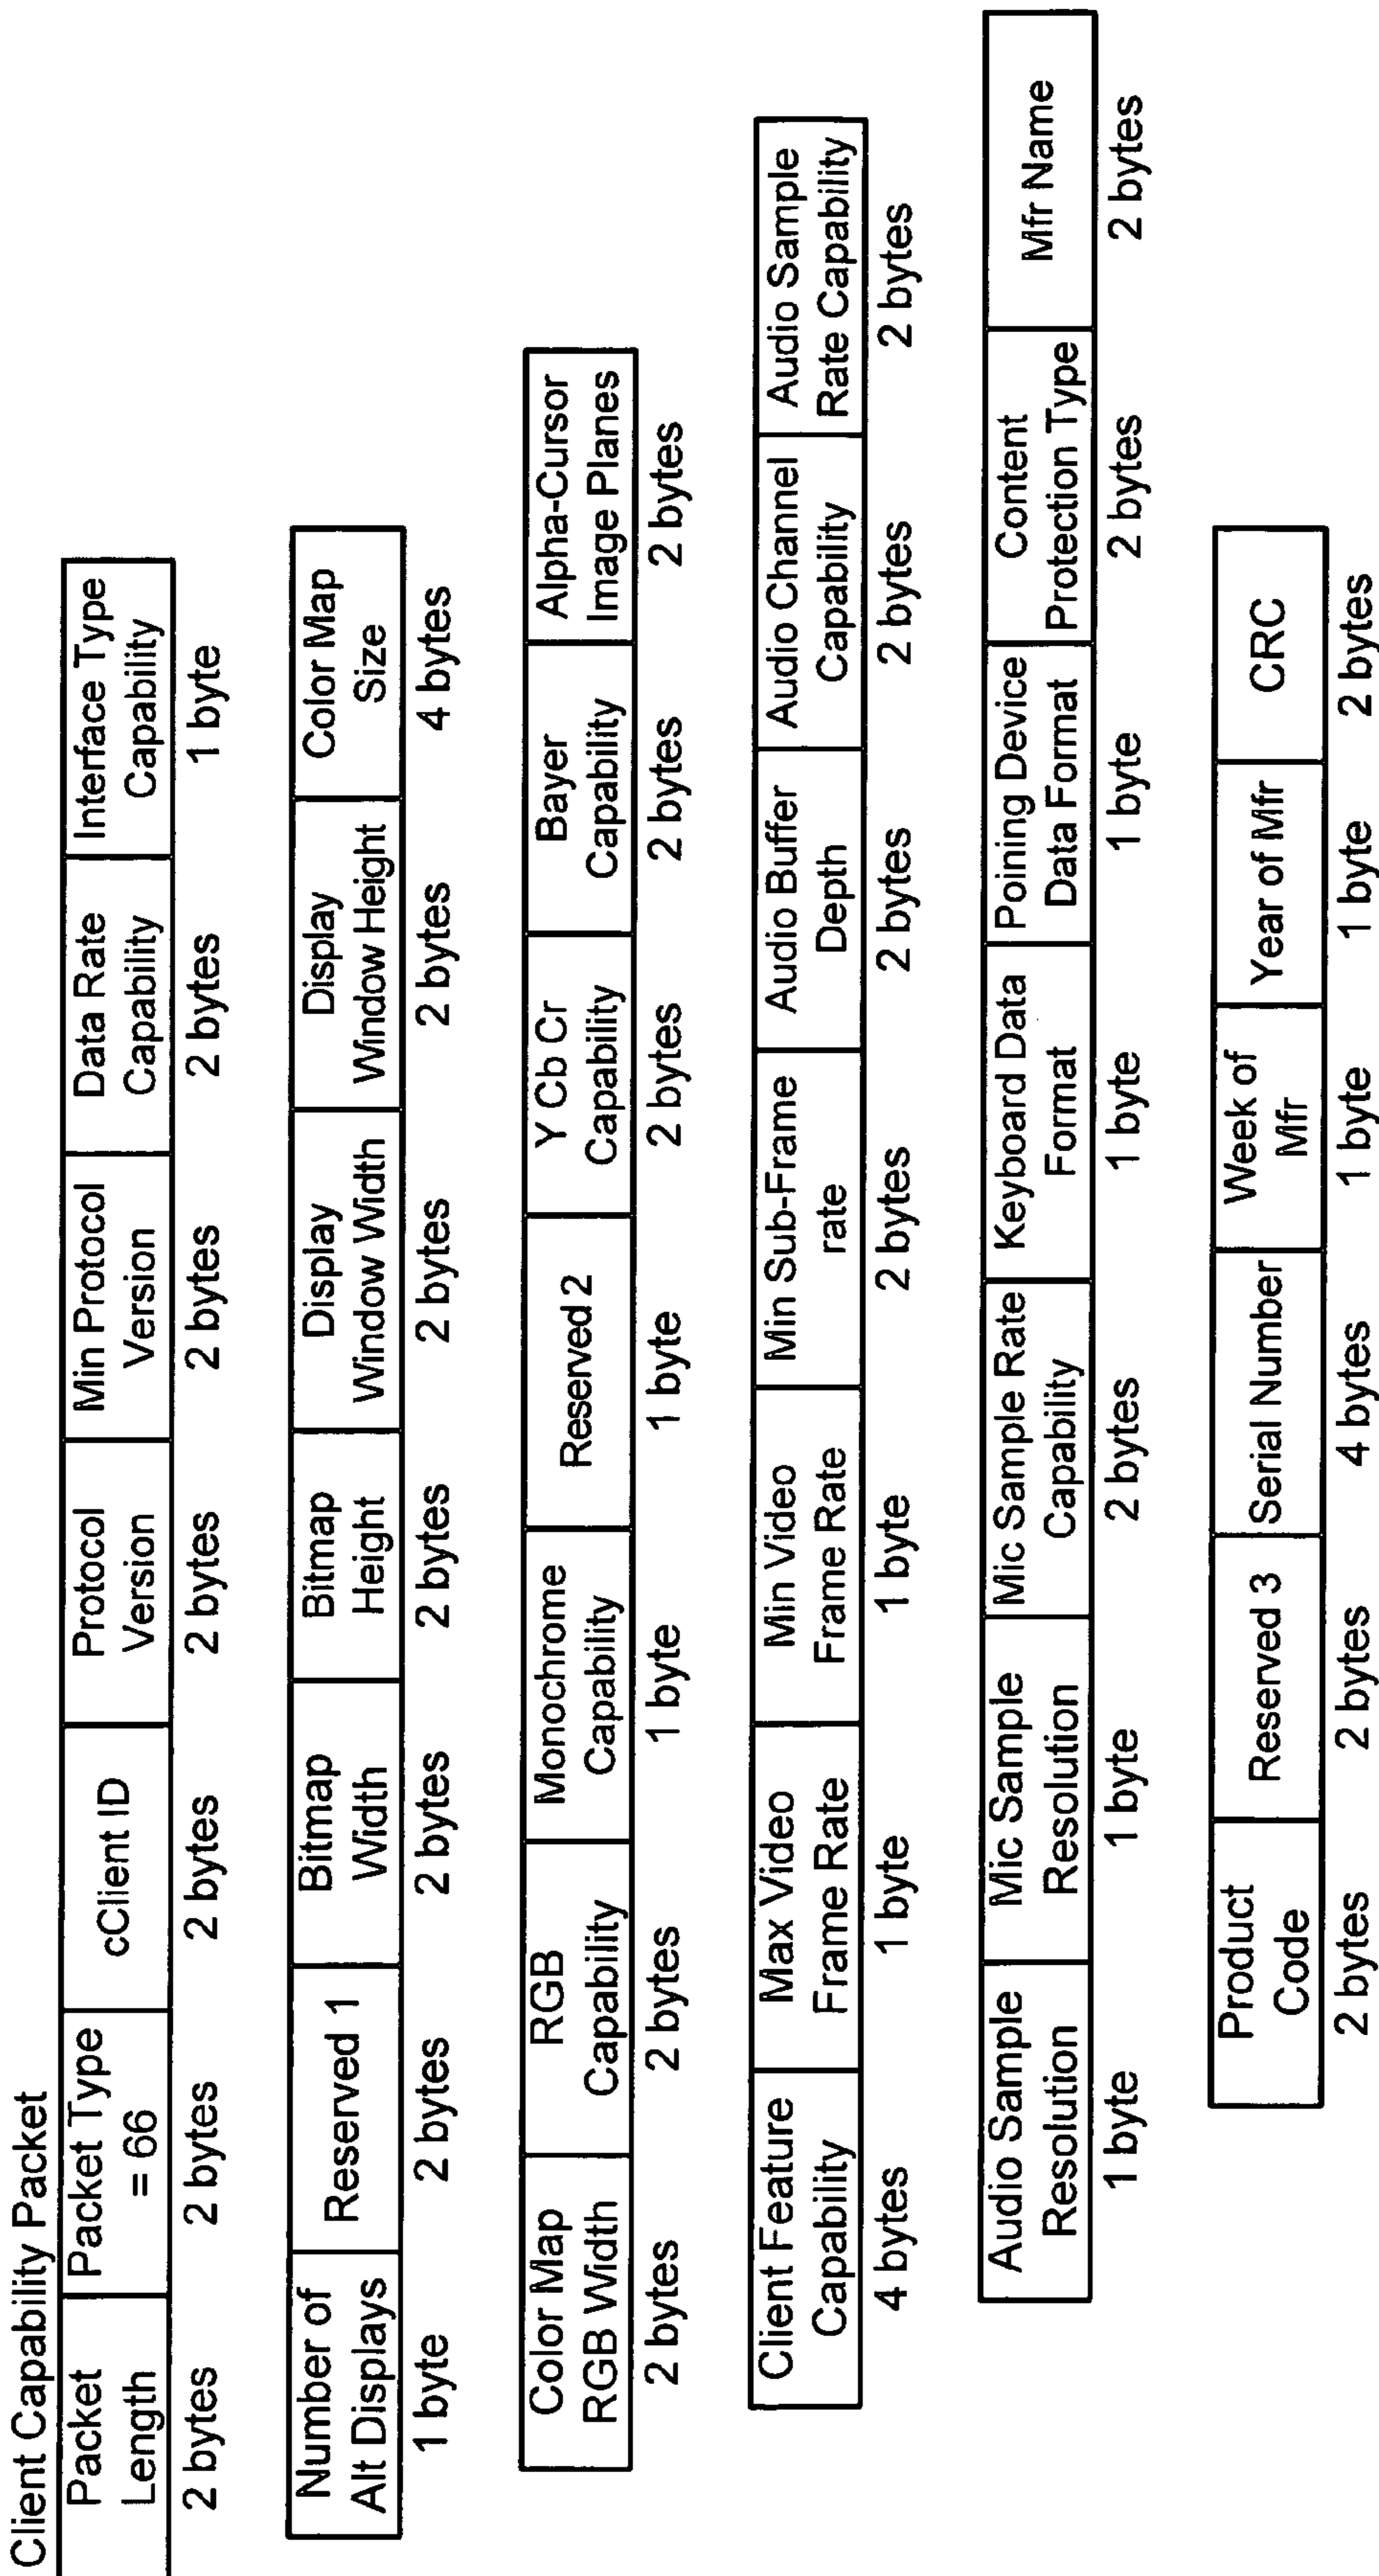 Client Capability Packet
Packet
Length
2 bytes
Packet Type
= 66
2 bytes
cClient ID
2 bytes
Protocol
Version
2 bytes
Min Protocol
Version
2 bytes
Data Rate
Capability
2 bytes
Interface Type
Capability
1 byte
Number of
Alt Displays
1 byte
Reserved 1
2 bytes
Bitmap
Width
2 bytes
Bitmap
Height
2 bytes
Display
Window Width
2 bytes
Display
Window Height
2 bytes
Color Map
Size
4 bytes
Color Map
RGB Width
2 bytes
RGB
Capability
2 bytes
Monochrome
Capability
1 byte
Reserved 2
1 byte
Y Cb Cr
Capability
2 bytes
Bayer
Capability
2 bytes
Alpha-Cursor
Image Planes
2 bytes
Client Feature
Capability
4 bytes
Max Video
Frame Rate
1 byte
Min Video
Frame Rate
1 byte
Min Sub-Frame
rate
2 bytes
Audio Buffer
Depth
2 bytes
Audio Channel
Capability
2 bytes
Audio Sample
Rate Capability
2 bytes
Audio Sample
Resolution
1 byte
Mic Sample
Resolution
1 byte
Mic Sample Rate
Capability
2 bytes
Keyboard Data
Format
1 byte
Poining Device
Data Format
1 byte
Content
Protection Type
2 bytes
Mfr Name
2 bytes
Product
Code
2 bytes
Reserved 3
2 bytes
Serial Number
4 bytes
Week of
Mfr
1 byte
Year of Mfr
1 byte
CRC
2 bytes